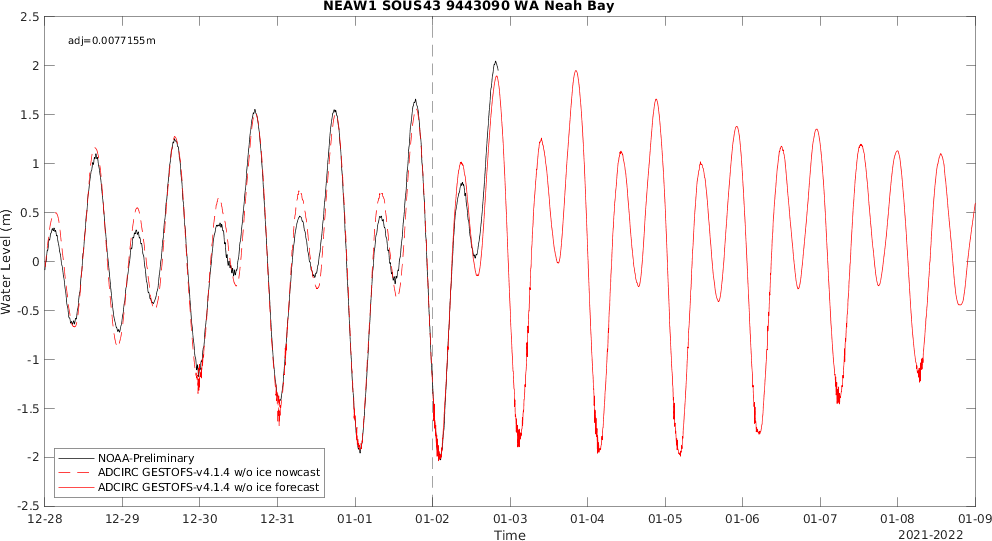 NEAW1 SOUS43 9443090 WA Neah Bay
adj=0.0077155m
2.5
2
1.5
1
0.5
0
-0.5
-1
-1.5
-2
-2.5
Water Level (m)
NOAA-Preliminary
ADCIRC GESTOFS-v4.1.4 w/o ice nowcast
ADCIRC GESTOFS-v4.1.4 w/o ice forecast
12-28 12-29 12-30 12-31 01-01 01-02 01-03 01-04 01-05 01-06 01-07 01-08 01-09
Time
2021-2022